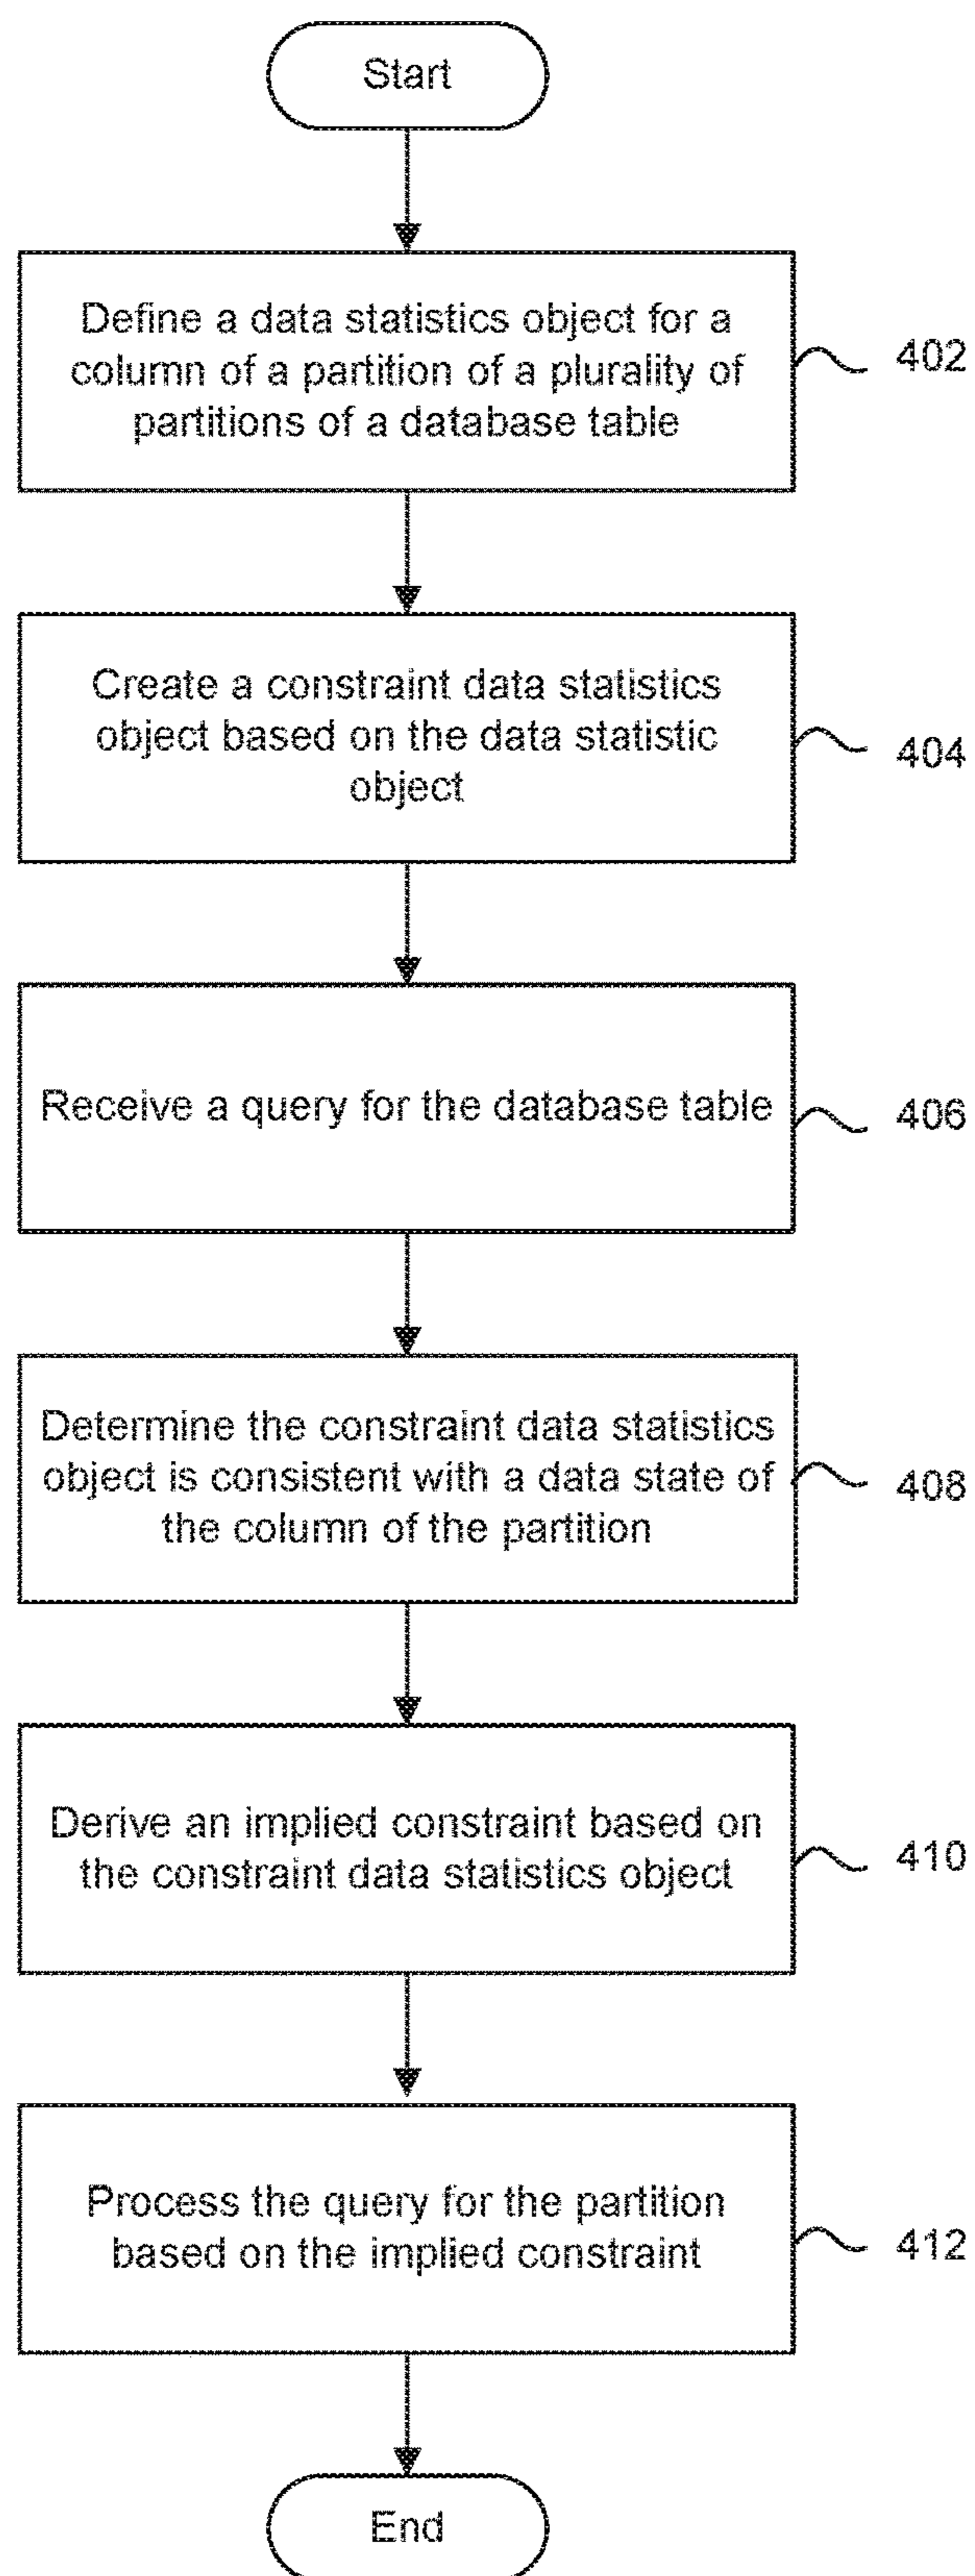 Start
Define a data statistics object for a
column of a partition of a plurality of
partitions of a database table
402
Create a constraint data statistics
object based on the data statistic
object
404
Receive a query for the database table
406
Determine the constraint data statistics
object is consistent with a data state of
the column of the partition
408
Derive an implied constraint based on
the constraint data statistics object
410
Process the query for the partition
based on the implied constraint
412
End